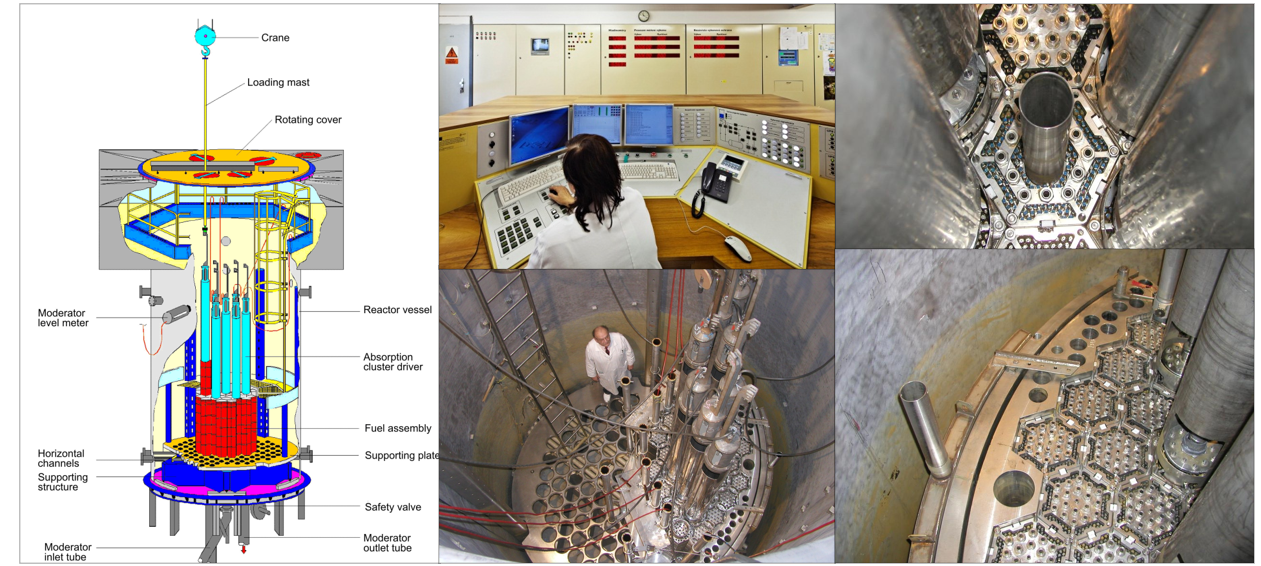 Crane
Loading mast
Rotating cover
Moderator
level meter
Reactor vessel
Absorption
cluster driver
Fuel assembly
Horizontal
channels
Supporting plate
Supporting
structure
Safety valve
Moderator
outlet tube
Moderator
inlet tube